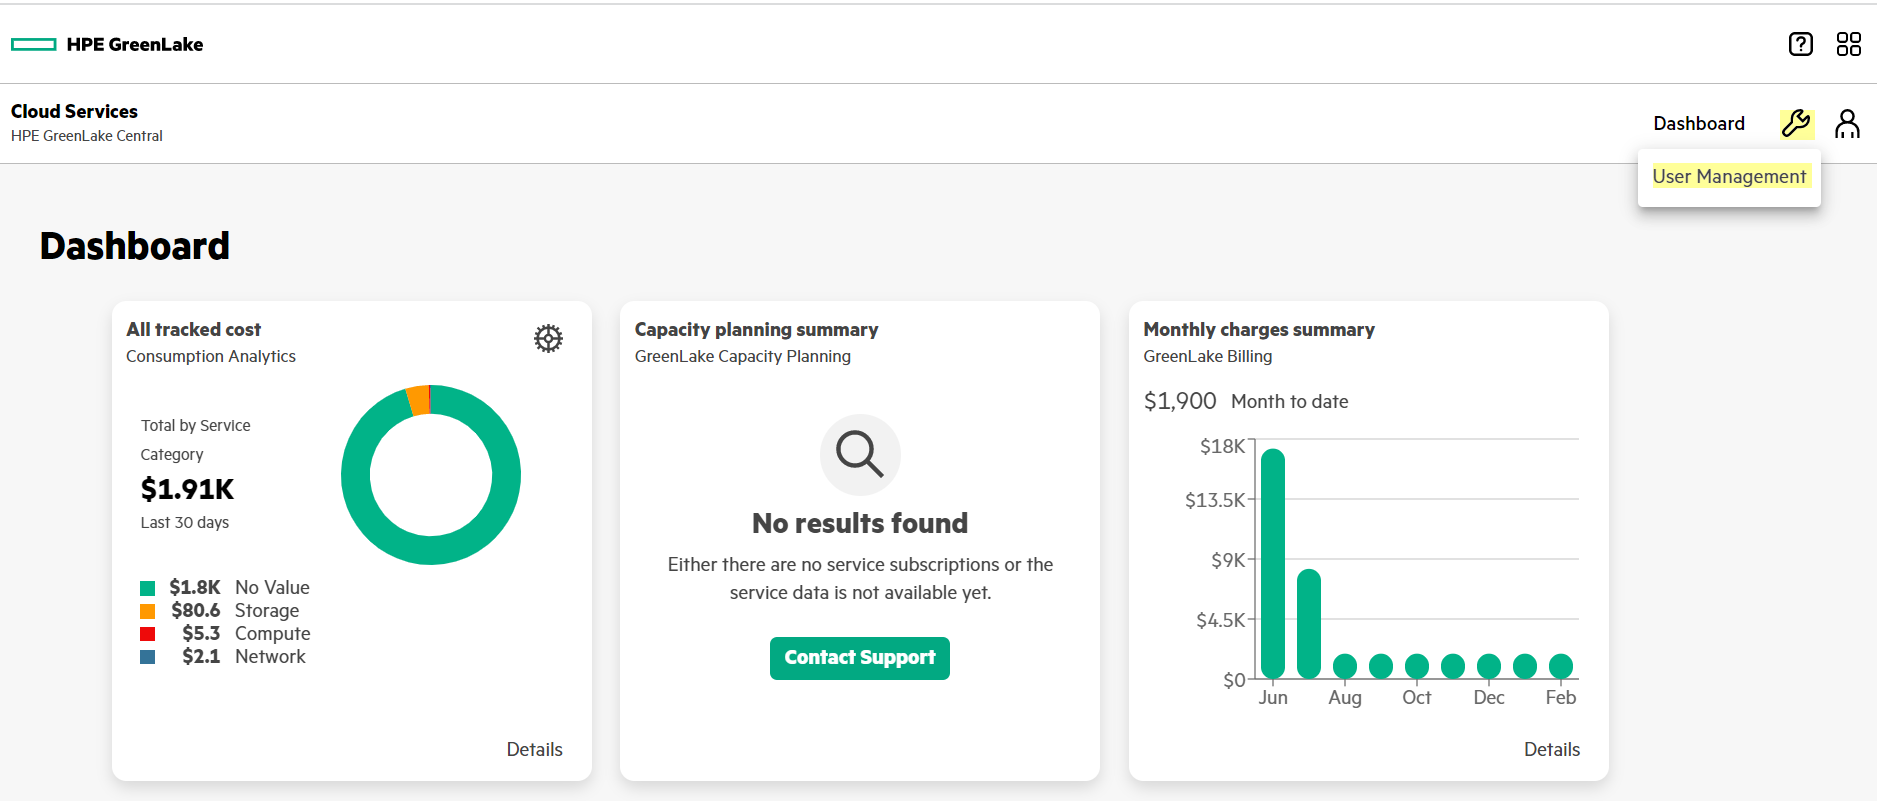 HPE GreenLake
Cloud Services
HPE GreenLake Central
Dashboard
User Management
Dashboard
All tracked cost
Consumption Analytics
Total by Service
Category
$1.91K
Last 30 days
$1.8K No Value
$80.6 Storage
$5.3 Compute
$2.1 Network
Details
Capacity planning summary
GreenLake Capacity Planning
No results found
Either there are no service subscriptions or the
service data is not available yet.
Contact Support
Monthly charges summary
GreenLake Billing
$1,900 Month to date
$18K
$13.5K
$9K
$4.5K
$0
Jun Aug Oct Dec Feb
Details